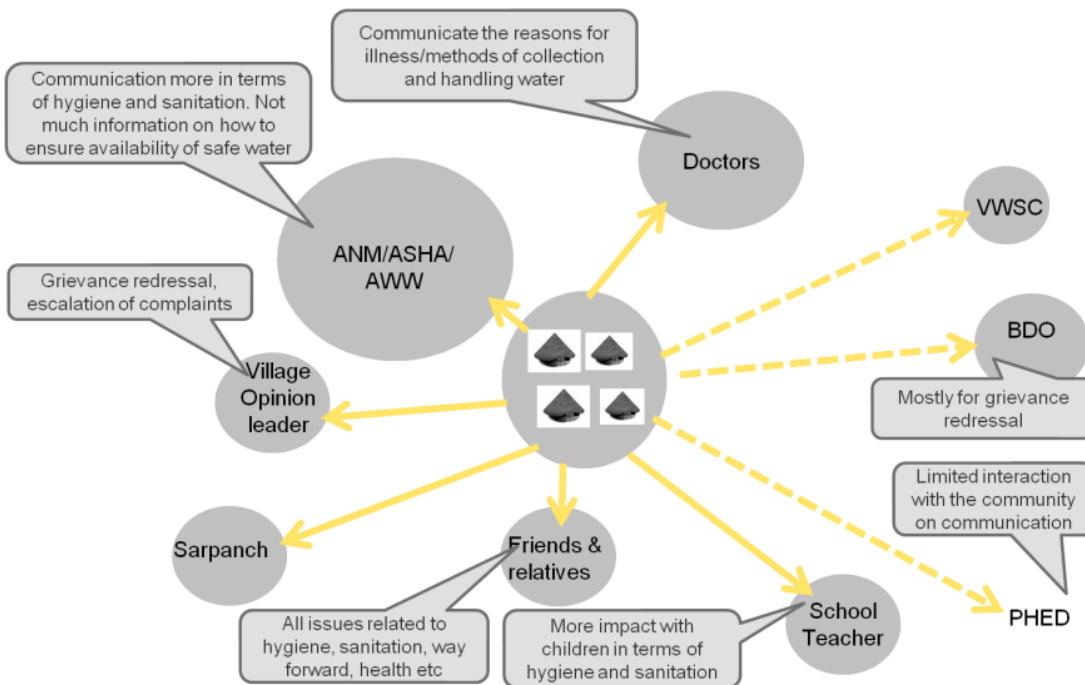 Communicate the reasons for
illness/methods of collection
and handling water
Communication more in terms
of hygiene and sanitation. Not
much information on how to
ensure availability of safe water
Doctors
VWSC
ANM/ASHA/
AWW
Grievance redressal,
escalation of complaints
BDO
Village
Opinion
leader
Mostly for grievance
redressal
Limited interaction
with the community
on communication
Sarpanch
Friends &
relatives
School
Teacher
PHED
All issues related to
hygiene, sanitation, way
forward, health etc
More impact with
children in terms of
hygiene and sanitation